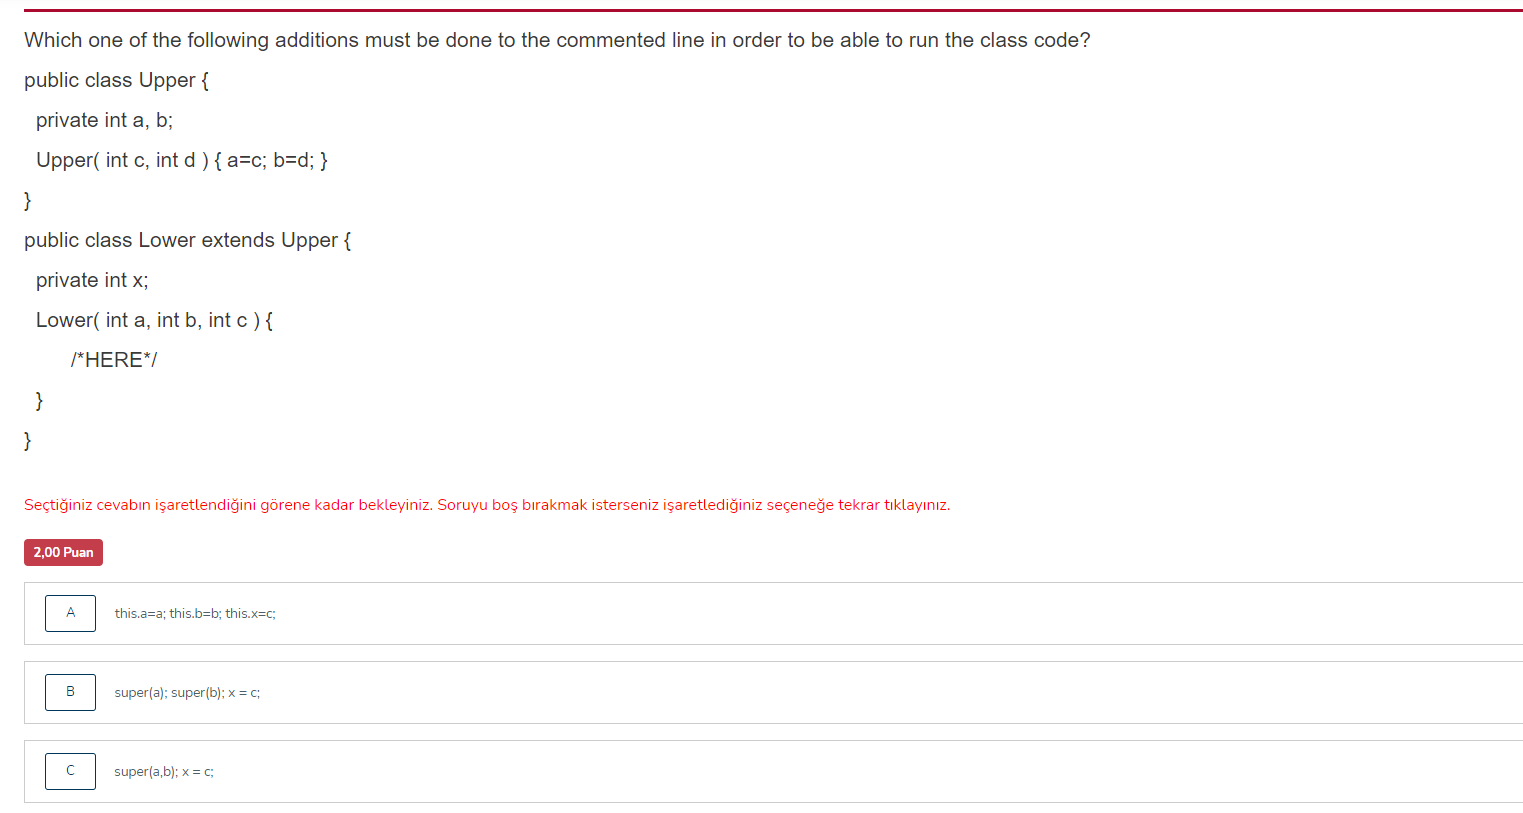 Which one of the following additions must be done to the commented line in order to be able to run the class code?
public class Upper {
private int a, b;
Upper( int c, int d ) { a=c; b=d; }
}
public class Lower extends Upper {
private int x;
Lower( int a, int b, int c ) {
/*HERE*/
}
}
Seçtiğiniz cevabın işaretlendiğini görene kadar bekleyiniz. Soruyu boş bırakmak isterseniz işaretlediğiniz seçeneğe tekrar tıklayınız.
2,00 Puan
A this.a=a; this.b=b; this.x=c;
B super(a); super(b); x = c;
C super(a,b); x = c;